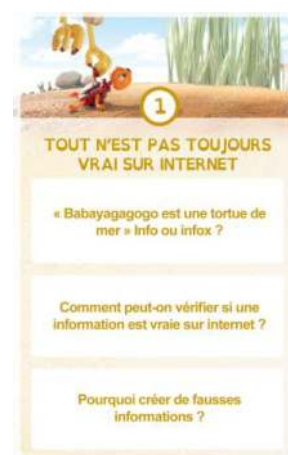 1
TOUT N'EST PAS TOUJOURS
VRAI SUR INTERNET
« Babayagagogo est une tortue de
mer » Info ou infox ?
Comment peut-on vérifier si une
information est vraie sur internet ?
Pourquoi créer de fausses
informations ?